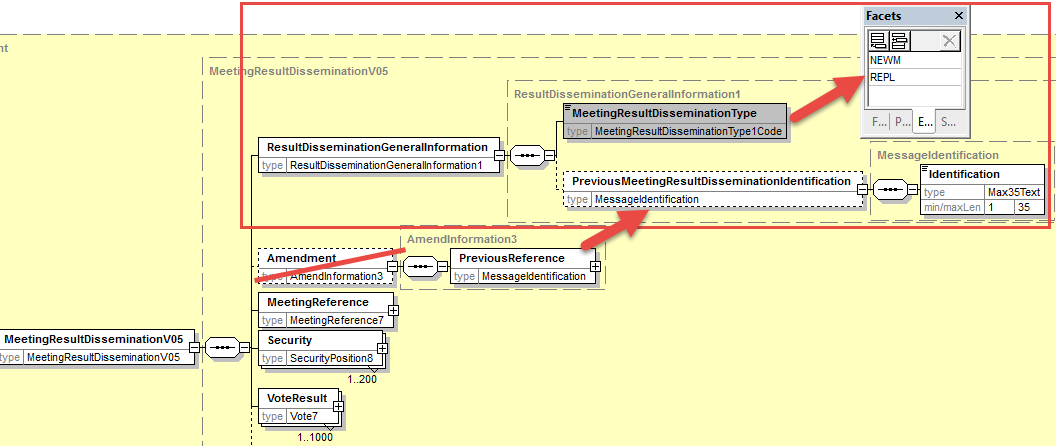 Facets
NEWM
REPL
F... P... E... S...
nt
MeetingResultDisseminationV05
ResultDisseminationGeneralInformation1
MeetingResultDisseminationType
type MeetingResultDisseminationType1Code
ResultDisseminationGeneralInformation
type ResultDisseminationGeneralInformation1
MessageIdentification
PreviousMeetingResultDisseminationIdentification
type MessageIdentification
Identification
type Max35Text
min/maxLen 1 35
AmendInformation3
Amendment
type AmendInformation3
PreviousReference
type MessageIdentification
MeetingReference
type MeetingReference7
MeetingResultDisseminationV05
type MeetingResultDisseminationV05
Security
type SecurityPosition8
1..200
VoteResult
type Vote7
1..1000